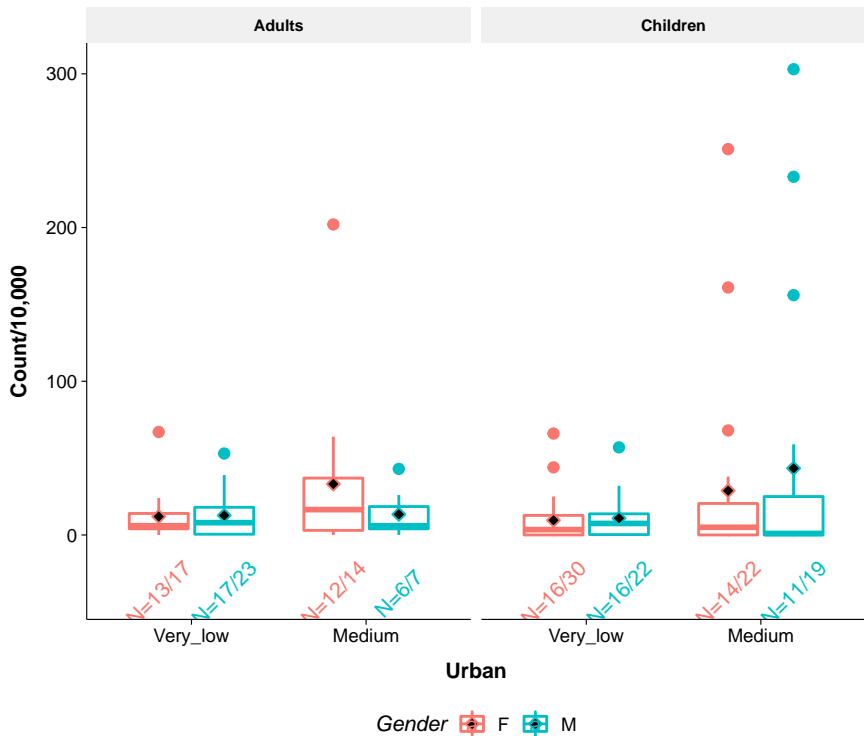 Adults Children
300
200
100
0
Count/10,000
N=13/17 N=17/23 N=12/14 N=6/7 N=16/30 N=16/22 N=14/22 N=11/19
Very_low Medium Very_low Medium
Urban
Gender F M